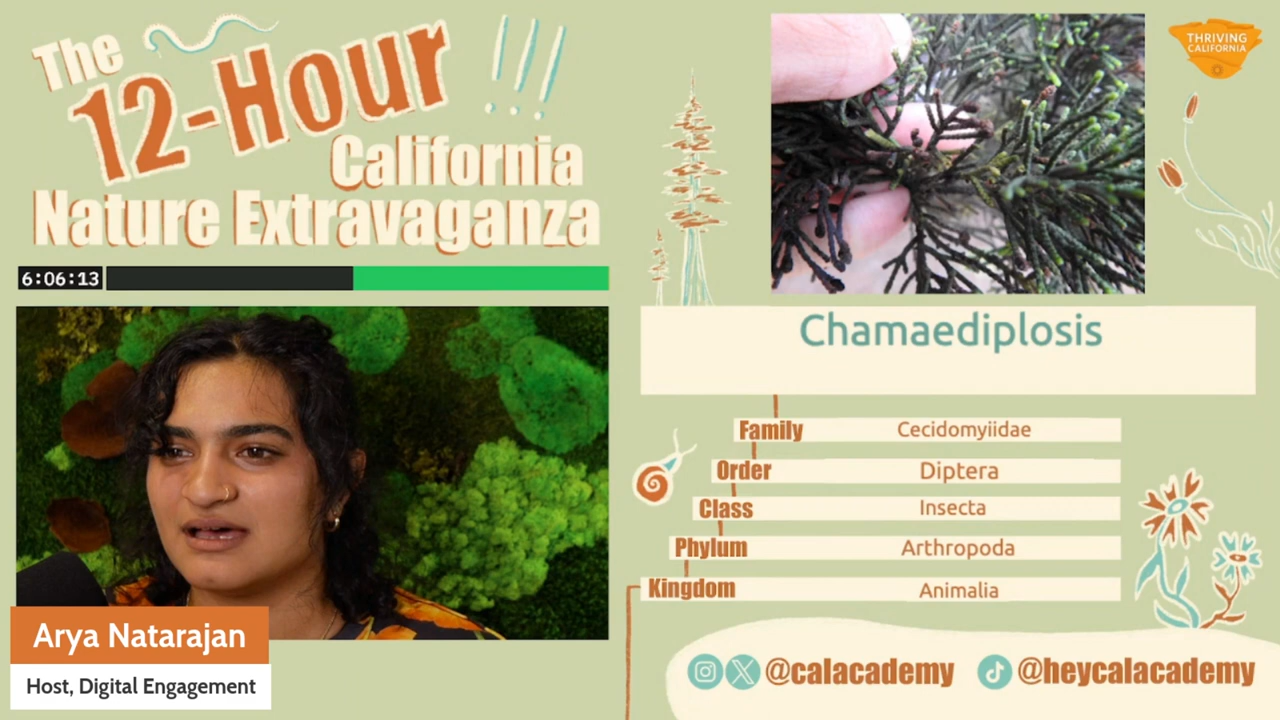 The
12-Hour !!!
California
Nature Extravaganza
6:06:13
Arya Natarajan
Host, Digital Engagement
THRIVING
CALIFORNIA
Chamaediplosis
Family Cecidomyiidae
Order Diptera
Class Insecta
Phylum Arthropoda
Kingdom Animalia
@calacademy @heycalacademy